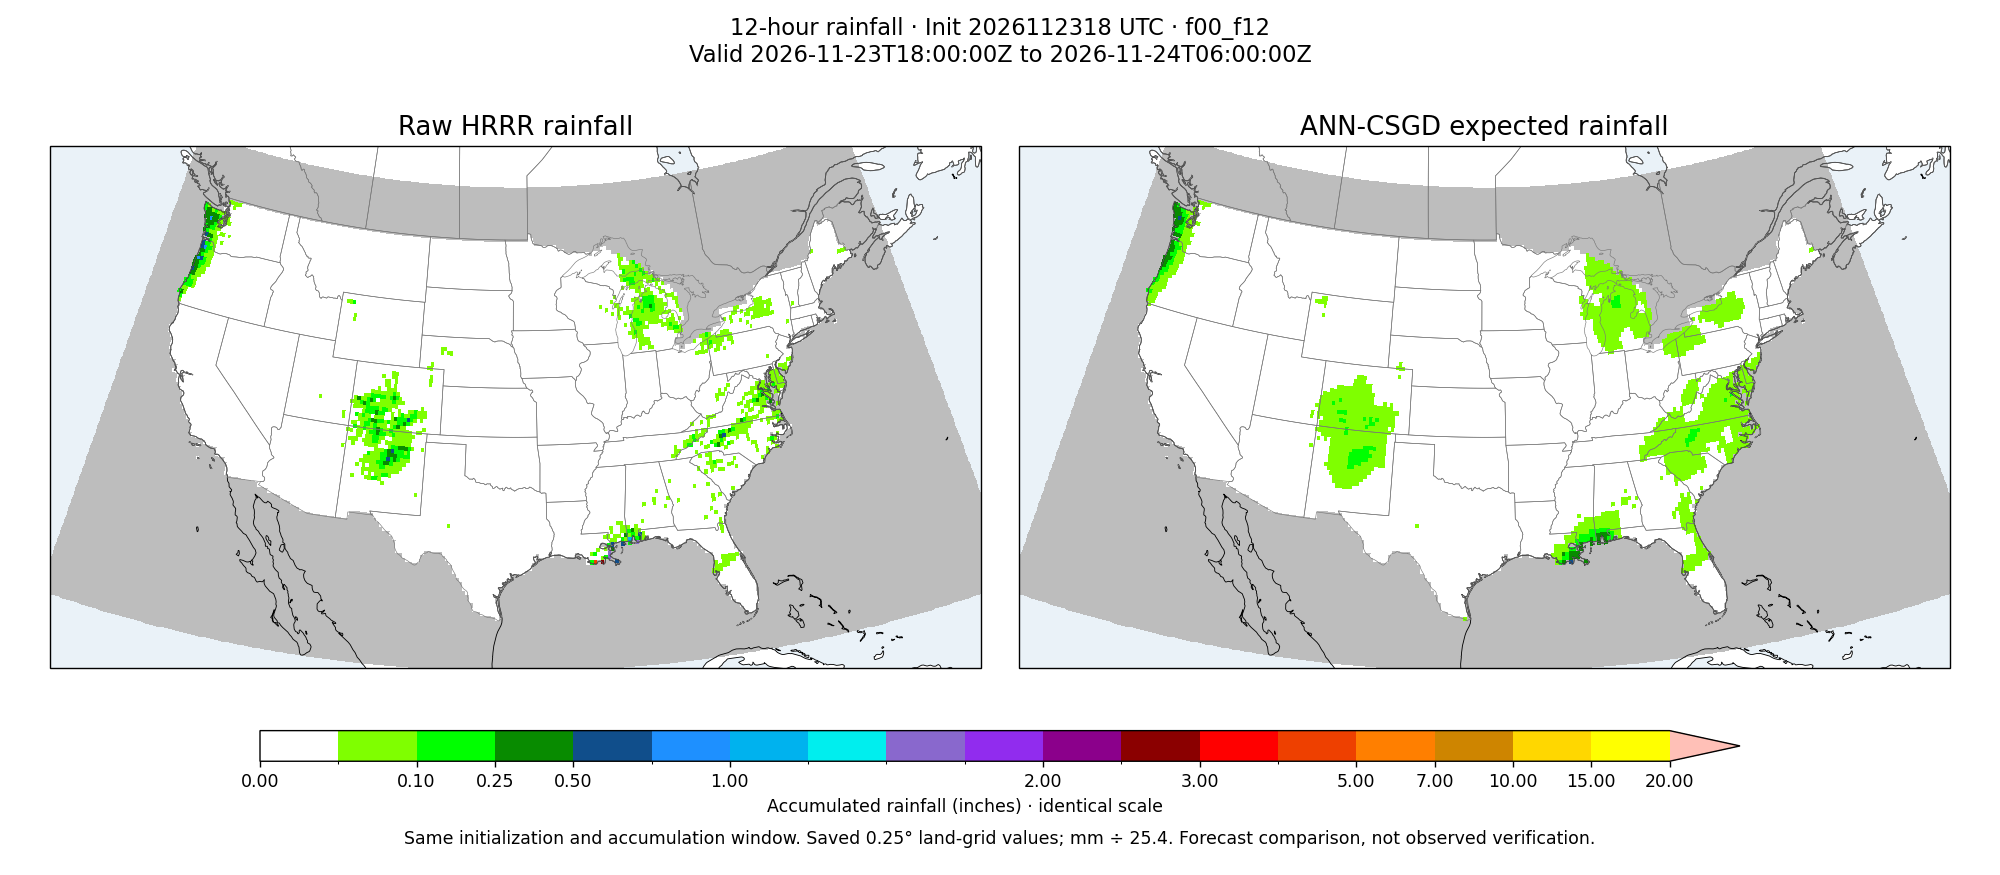 12-hour rainfall · Init 2026112318 UTC · f00_f12
Valid 2026-11-23T18:00:00Z to 2026-11-24T06:00:00Z
Raw HRRR rainfall
ANN-CSGD expected rainfall
0.00 0.10 0.25 0.50 1.00 2.00 3.00 5.00 7.00 10.00 15.00 20.00
Accumulated rainfall (inches) · identical scale
Same initialization and accumulation window. Saved 0.25° land-grid values; mm ÷ 25.4. Forecast comparison, not observed verification.